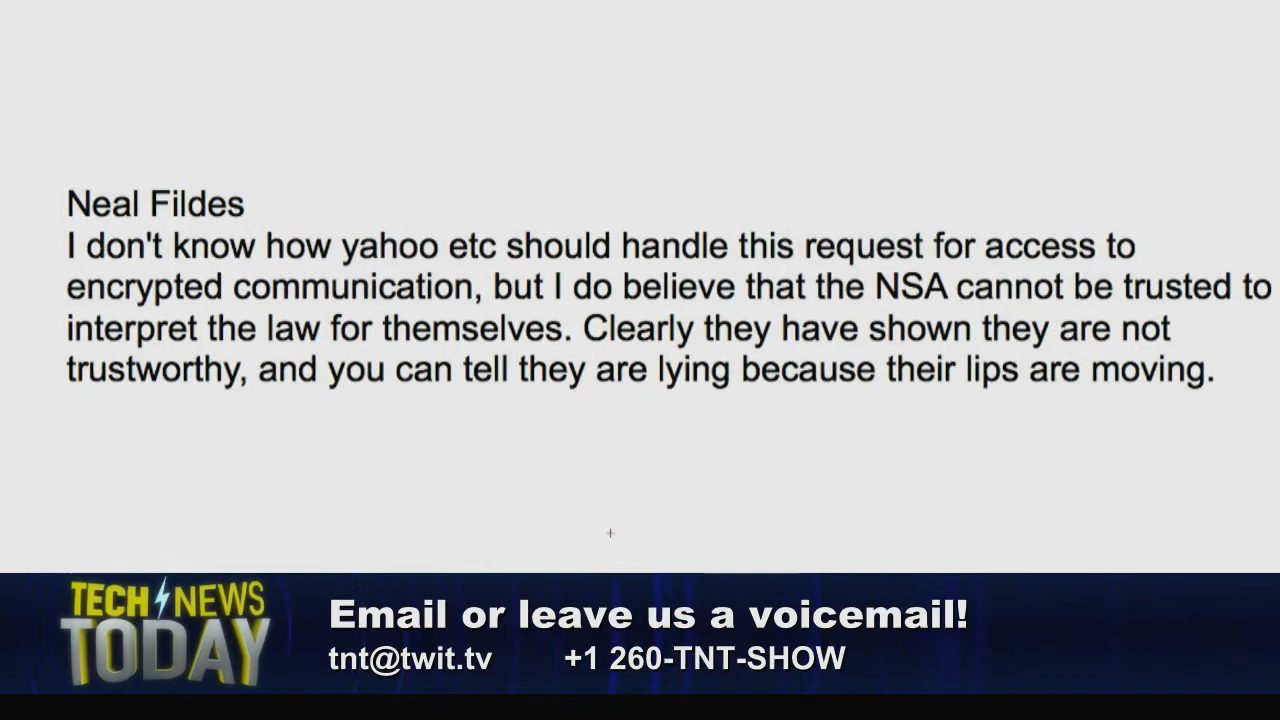 Neal Fildes
I don't know how yahoo etc should handle this request for access to
encrypted communication, but I do believe that the NSA cannot be trusted to
interpret the law for themselves. Clearly they have shown they are not
trustworthy, and you can tell they are lying because their lips are moving.
TECH NEWS
TODAY
Email or leave us a voicemail!
tnt@twit.tv +1 260-TNT-SHOW